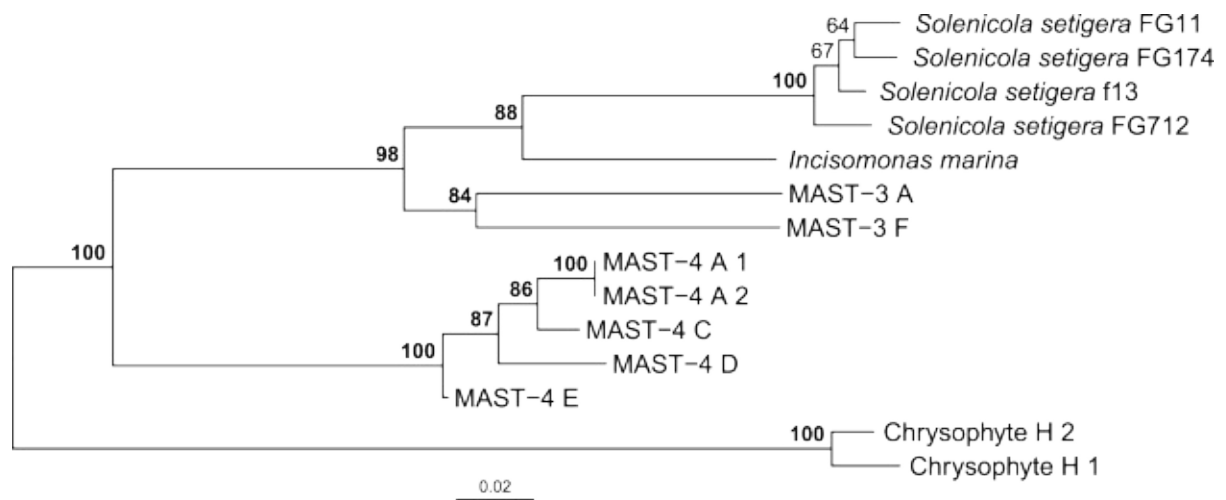 64
Solenicola setigera FG11
67
Solenicola setigera FG174
100
Solenicola setigera f13
88
Solenicola setigera FG712
98
Incisomonas marina
84
MAST−3 A
MAST−3 F
100
100
MAST−4 A 1
86
MAST−4 A 2
87
MAST−4 C
100
MAST−4 D
MAST−4 E
100
Chrysophyte H 2
Chrysophyte H 1
0.02